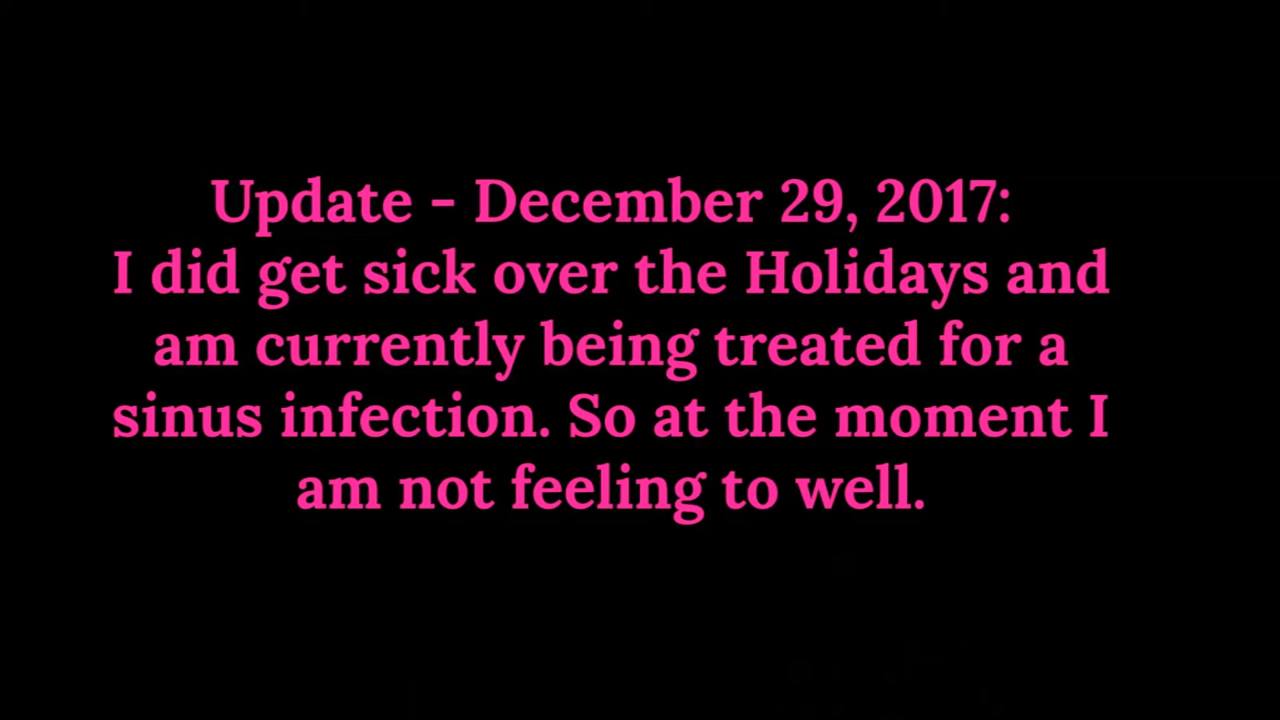 Update - December 29, 2017:
I did get sick over the Holidays and
am currently being treated for a
sinus infection. So at the moment I
am not feeling to well.